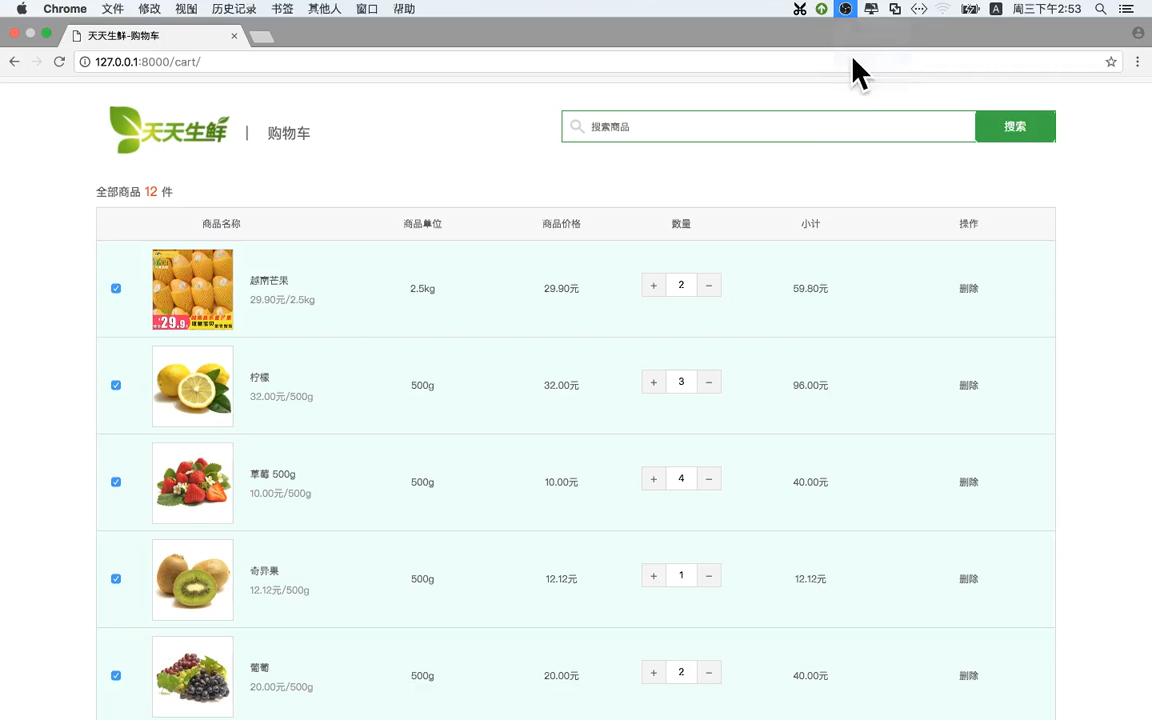 Chrome 文件 修改 视图 历史记录 书签 其他人 窗口 帮助 A 周三下午2:53
天天生鲜-购物车
127.0.0.1:8000/cart/
天天生鲜 | 购物车 搜索商品 搜索
全部商品 12 件
商品名称 商品单位 商品价格 数量 小计 操作
越南芒果
29.90元/2.5kg
2.5kg 29.90元 + 2 − 59.80元 删除
29.9
柠檬
32.00元/500g
500g 32.00元 + 3 − 96.00元 删除
草莓 500g
10.00元/500g
500g 10.00元 + 4 − 40.00元 删除
奇异果
12.12元/500g
500g 12.12元 + 1 − 12.12元 删除
葡萄
20.00元/500g
500g 20.00元 + 2 − 40.00元 删除